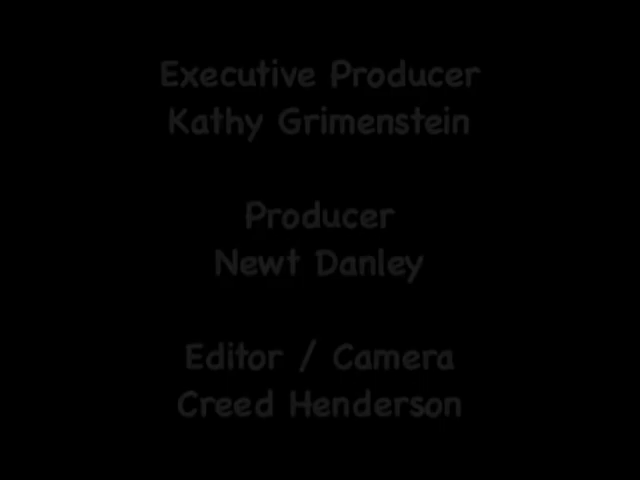 Executive Producer
Kathy Grimenstein
Producer
Newt Danley
Editor / Camera
Creed Henderson